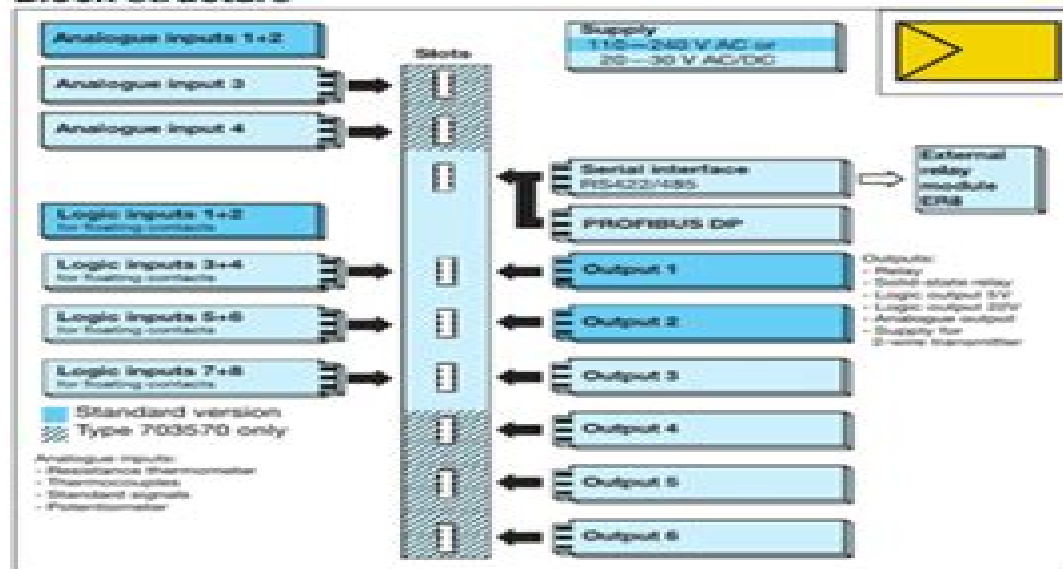 Block structure
Analogue inputs 1+2
Analogue input 3
Analogue input 4
Logic inputs 1+2
for floating contacts
Logic inputs 3+4
for floating contacts
Logic inputs 5+6
for floating contacts
Logic inputs 7+8
for floating contacts
Standard version
Type 703570 only
Analogue inputs:
- Resistance thermometer
- Thermocouples
- Standard signals
- Potentiometer
Slots
Supply
110—240 V AC or
20—30 V AC/DC
Serial interface
RS422/485
PROFIBUS DP
Output 1
Output 2
Output 3
Output 4
Output 5
Output 6
External
relay
module
ER8
Outputs:
- Relay
- Solid-state relay
- Logic output 5V
- Logic output 22V
- Analogue output
- Supply for
2-wire transmitter